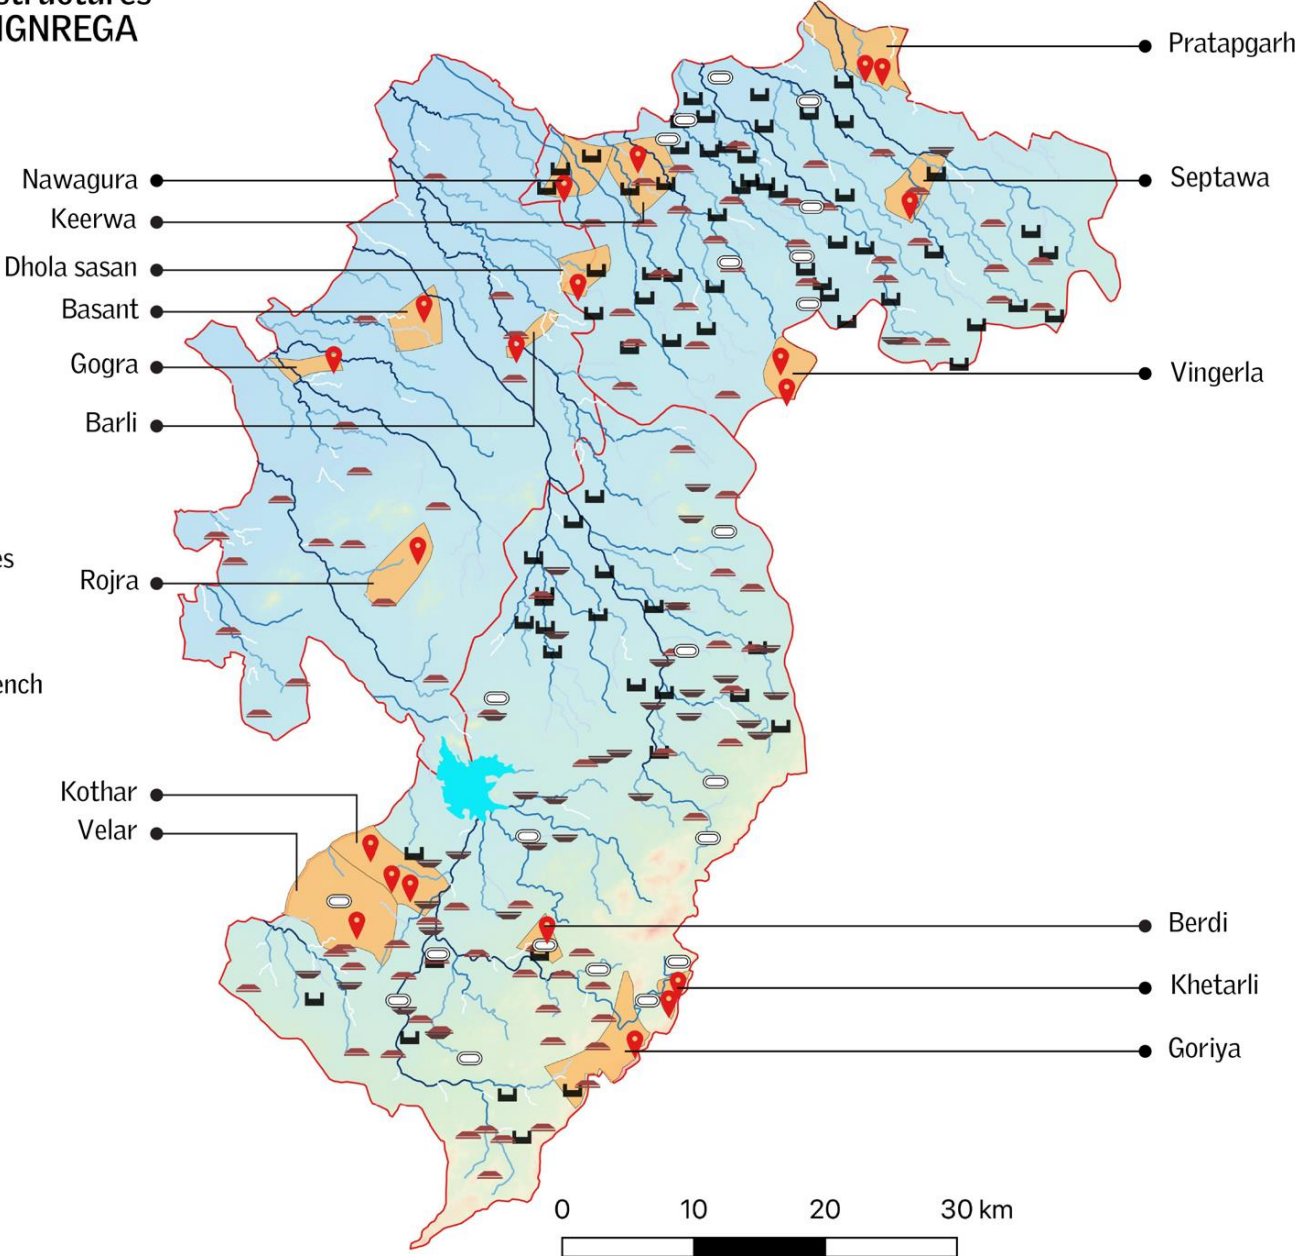 IGNREGA
Pratapgarh
Nawagura
Septawa
Keerwa
Dhola sasan
Basant
Gogra
Vingerla
Barli
Rojra
Kothar
Velar
Berdi
Khetarli
Goriya
0 10 20 30 km